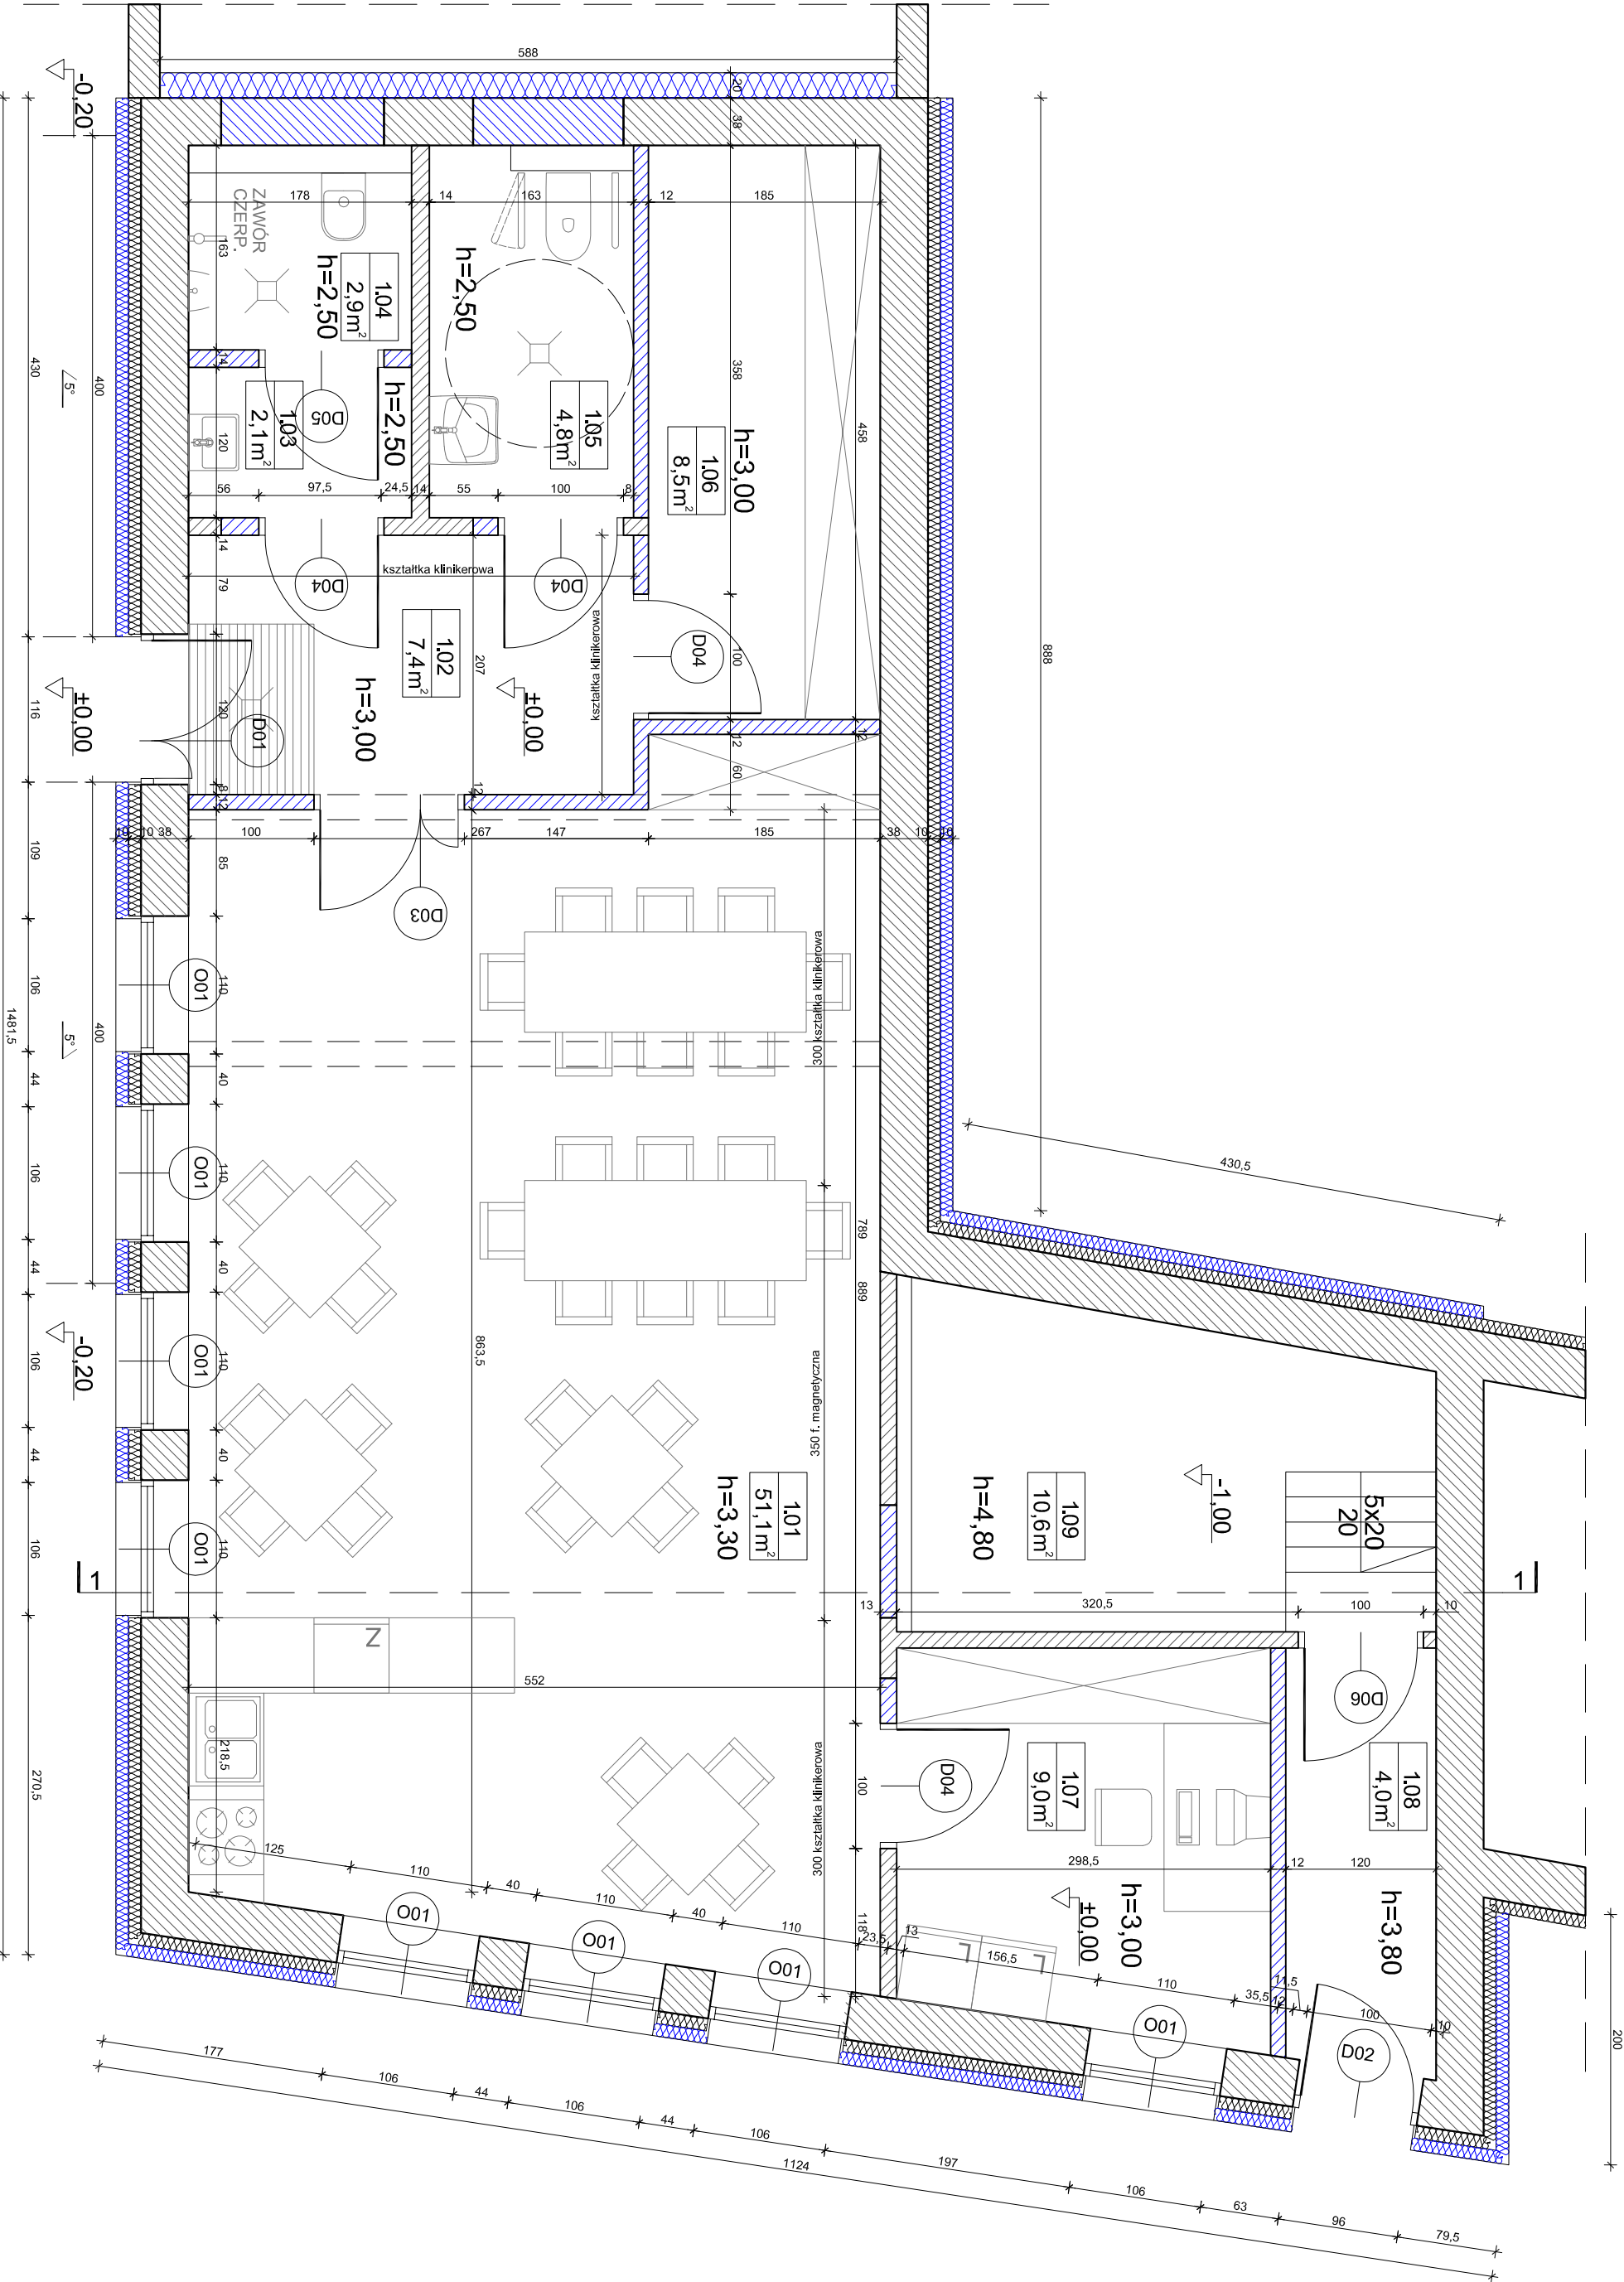 588
20
38
-0,20
178
14
163
12
185
ZAWÓR
CZERP.
163
h=2,50
1.04
2,9m²
h=2,50
358
458
h=3,00
430
400
5°
14
D05
h=2,50
1.03
2,1m²
120
1.05
4,8m²
1.06
8,5m²
56
97,5
24,5
14
55
100
8
14
79
kształtka klinikerowa
D04
D04
kształtka klinikerowa
1.02
7,4m²
207
D04
100
888
h=3,00
±0,00
±0,00
116
120
D01
12
60
12
8
12
12
10
10
38
100
267
147
185
38
10
10
109
85
D03
300 kształtka klinikerowa
106
O01
110
1481,5
400
5°
44
40
430,5
106
O01
110
44
40
789
889
-0,20
106
O01
110
863,5
350 f. magnetyczna
44
40
1.01
51,1m²
h=3,30
h=4,80
1.09
10,6m²
-1,00
5x20
20
106
O01
110
1
1
13
320,5
100
10
Z
552
D06
218,5
270,5
300 kształtka klinikerowa
100
D04
1.07
9,0m²
1.08
4,0m²
125
110
40
110
40
110
118
23,5
13
156,5
110
35,5
12
11,5
100
10
298,5
12
120
±0,00
h=3,00
h=3,80
O01
O01
O01
O01
D02
200
177
106
44
106
44
106
197
106
63
96
79,5
1124